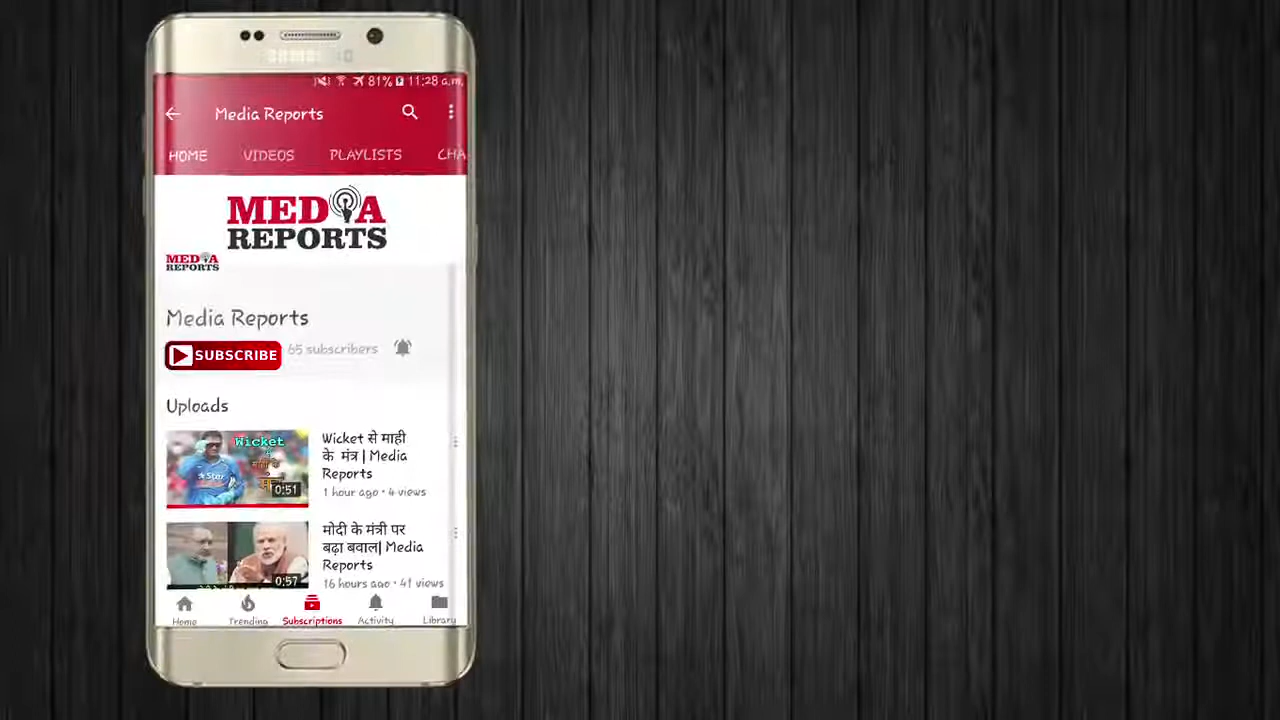 SAMSUNG
81% 11:28 a.m.
Media Reports
HOME VIDEOS PLAYLISTS CHA
MEDIA
REPORTS
MEDIA
REPORTS
Media Reports
SUBSCRIBE 65 subscribers
Uploads
Wicket
0:51
Wicket से माही
के मंत्र | Media
Reports
1 hour ago • 4 views
0:57
मोदी के मंत्री पर
बढ़ा बवाल| Media
Reports
16 hours ago • 41 views
Home Trending Subscriptions Activity Library